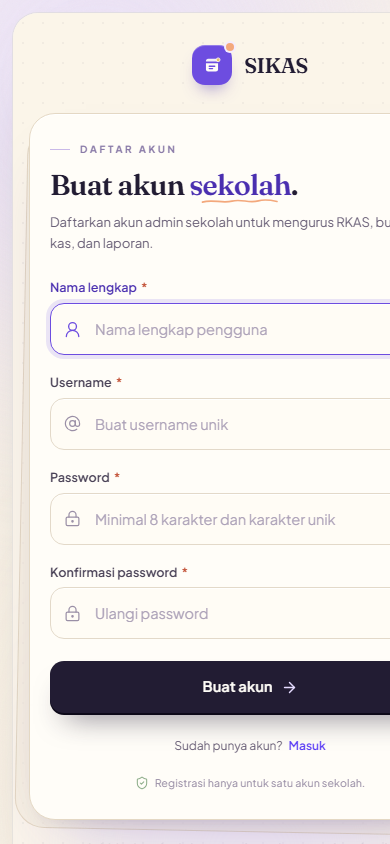 SIKAS
DAFTAR AKUN
Buat akun sekolah.
Daftarkan akun admin sekolah untuk mengurus RKAS, bu
kas, dan laporan.
Nama lengkap *
Nama lengkap pengguna
Username *
@ Buat username unik
Password *
Minimal 8 karakter dan karakter unik
Konfirmasi password *
Ulangi password
Buat akun →
Sudah punya akun? Masuk
Registrasi hanya untuk satu akun sekolah.